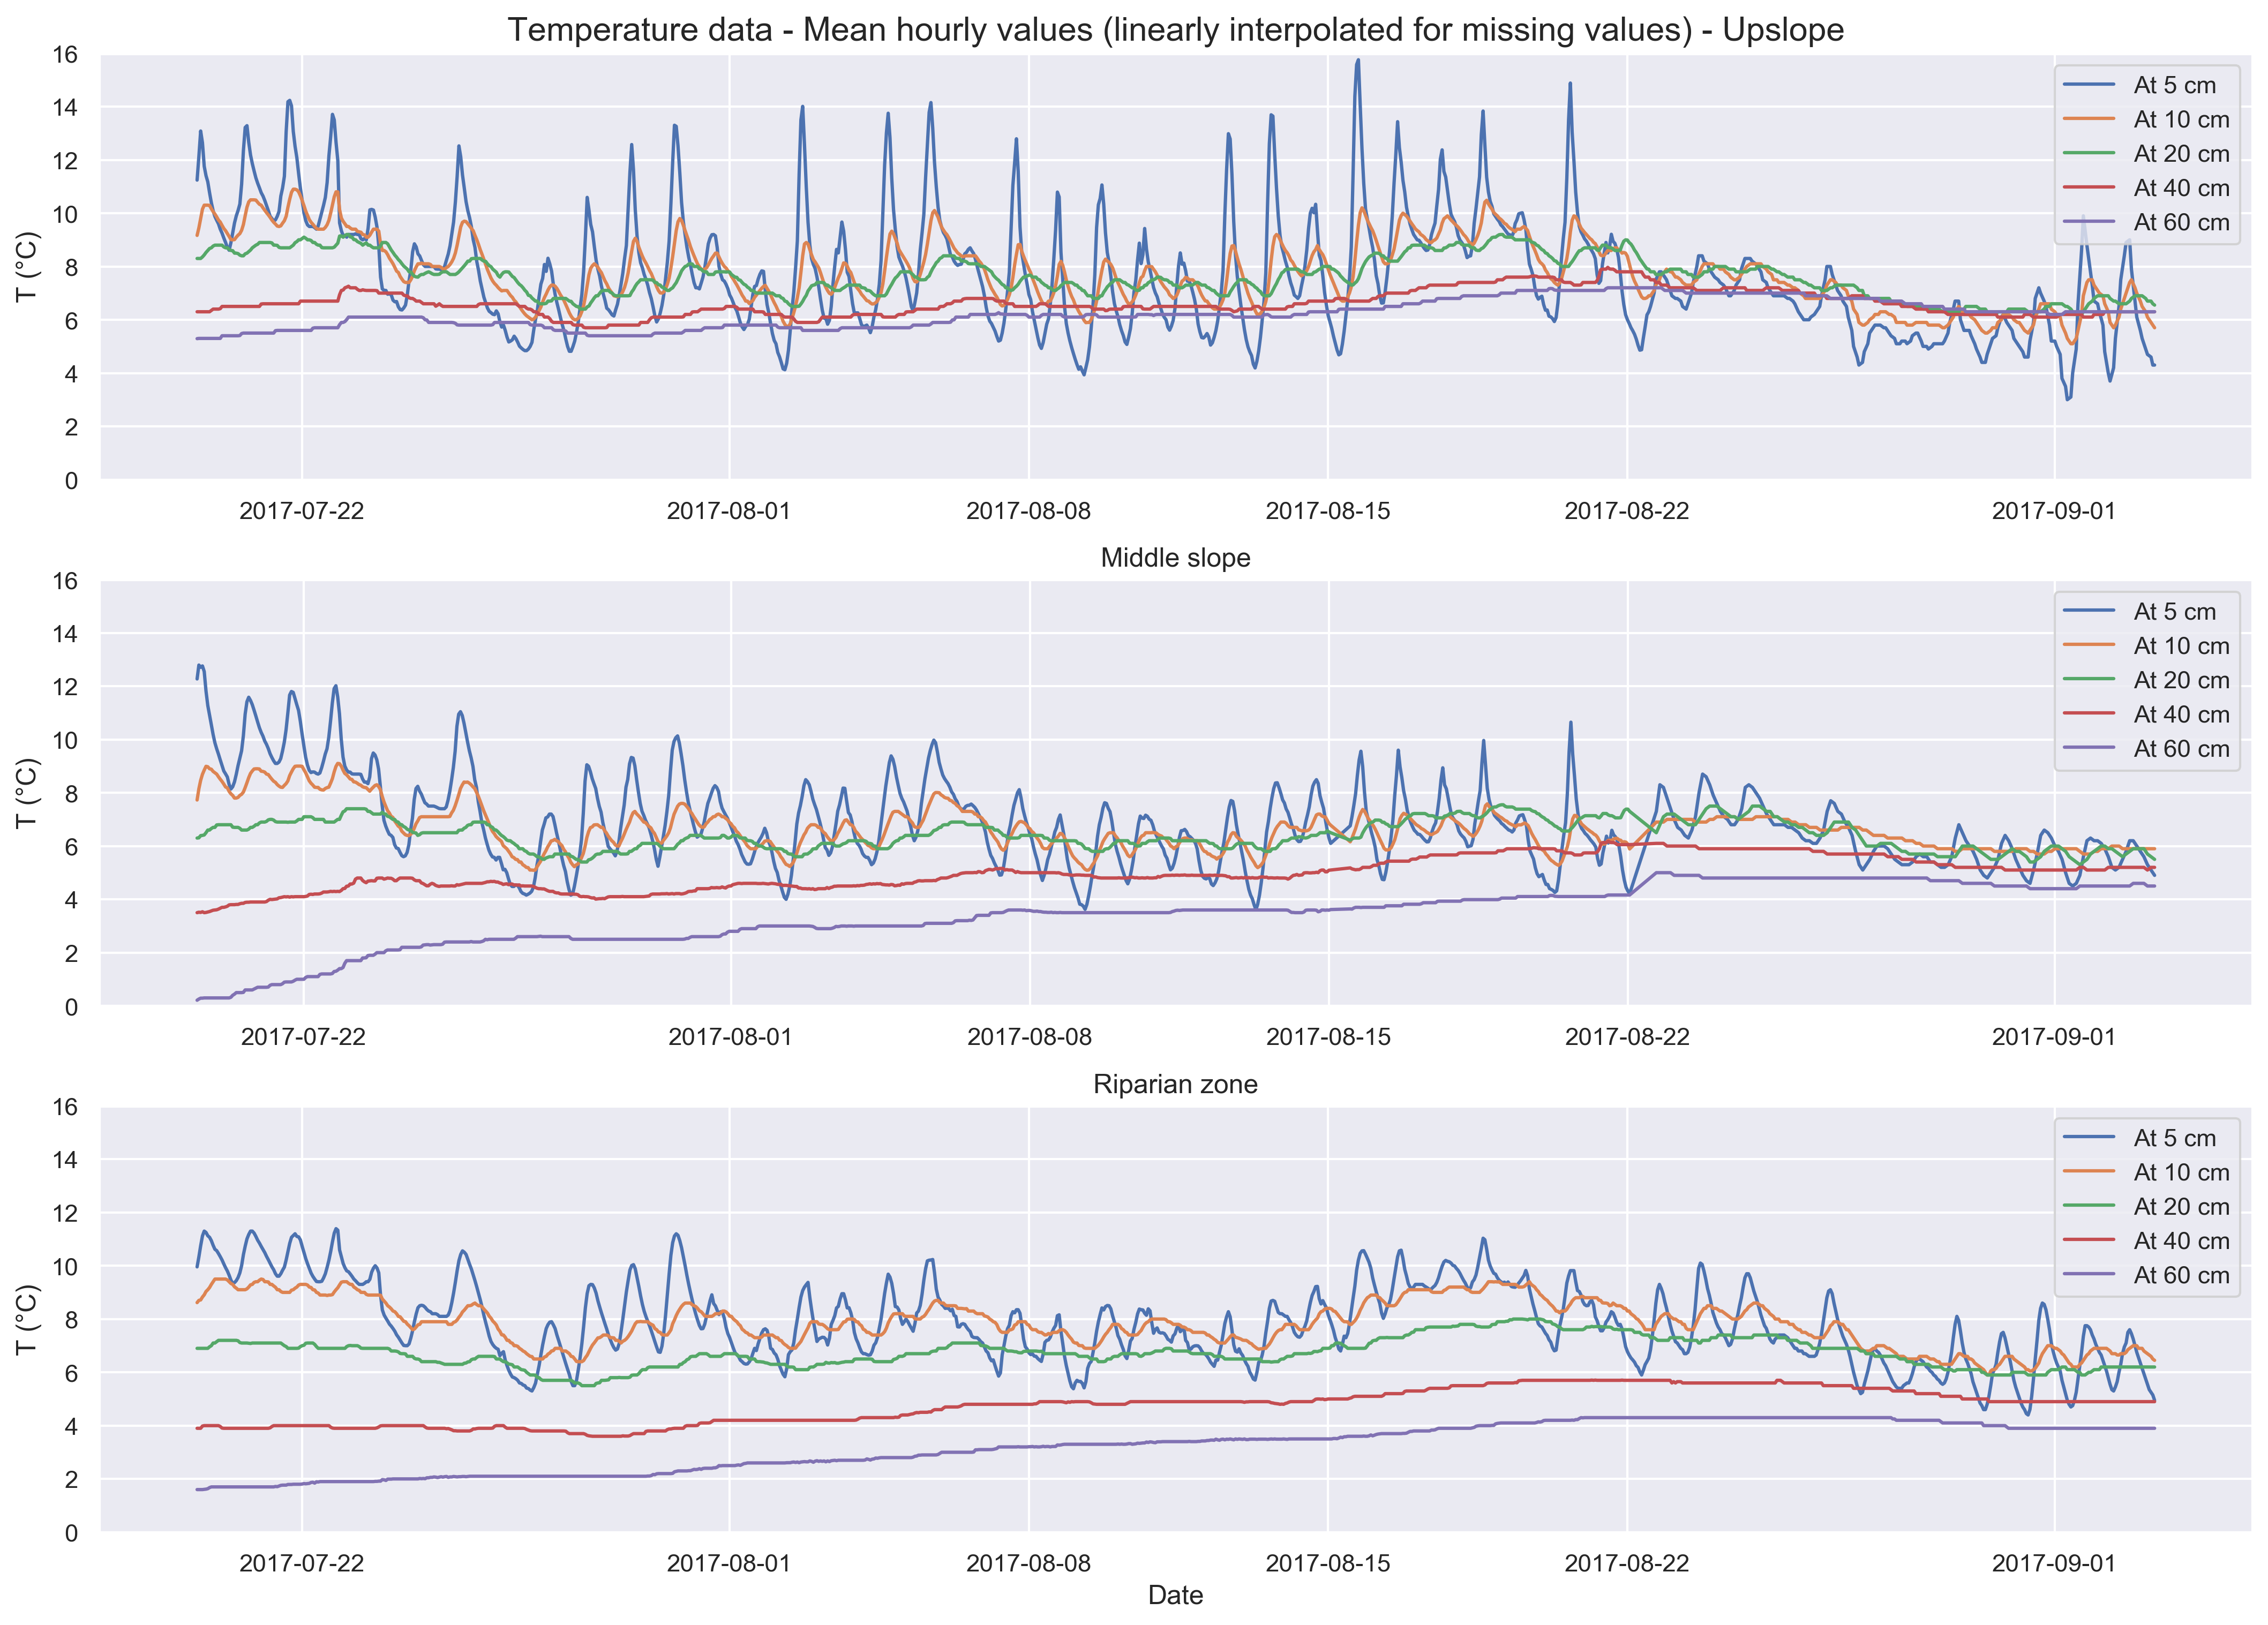 Temperature data - Mean hourly values (linearly interpolated for missing values) - Upslope
16
14
12
10
8
6
4
2
0
T (°C)
At 5 cm
At 10 cm
At 20 cm
At 40 cm
At 60 cm
2017-07-22 2017-08-01 2017-08-08 2017-08-15 2017-08-22 2017-09-01
Middle slope
16
14
12
10
8
6
4
2
0
T (°C)
At 5 cm
At 10 cm
At 20 cm
At 40 cm
At 60 cm
2017-07-22 2017-08-01 2017-08-08 2017-08-15 2017-08-22 2017-09-01
Riparian zone
16
14
12
10
8
6
4
2
0
T (°C)
At 5 cm
At 10 cm
At 20 cm
At 40 cm
At 60 cm
2017-07-22 2017-08-01 2017-08-08 2017-08-15 2017-08-22 2017-09-01
Date